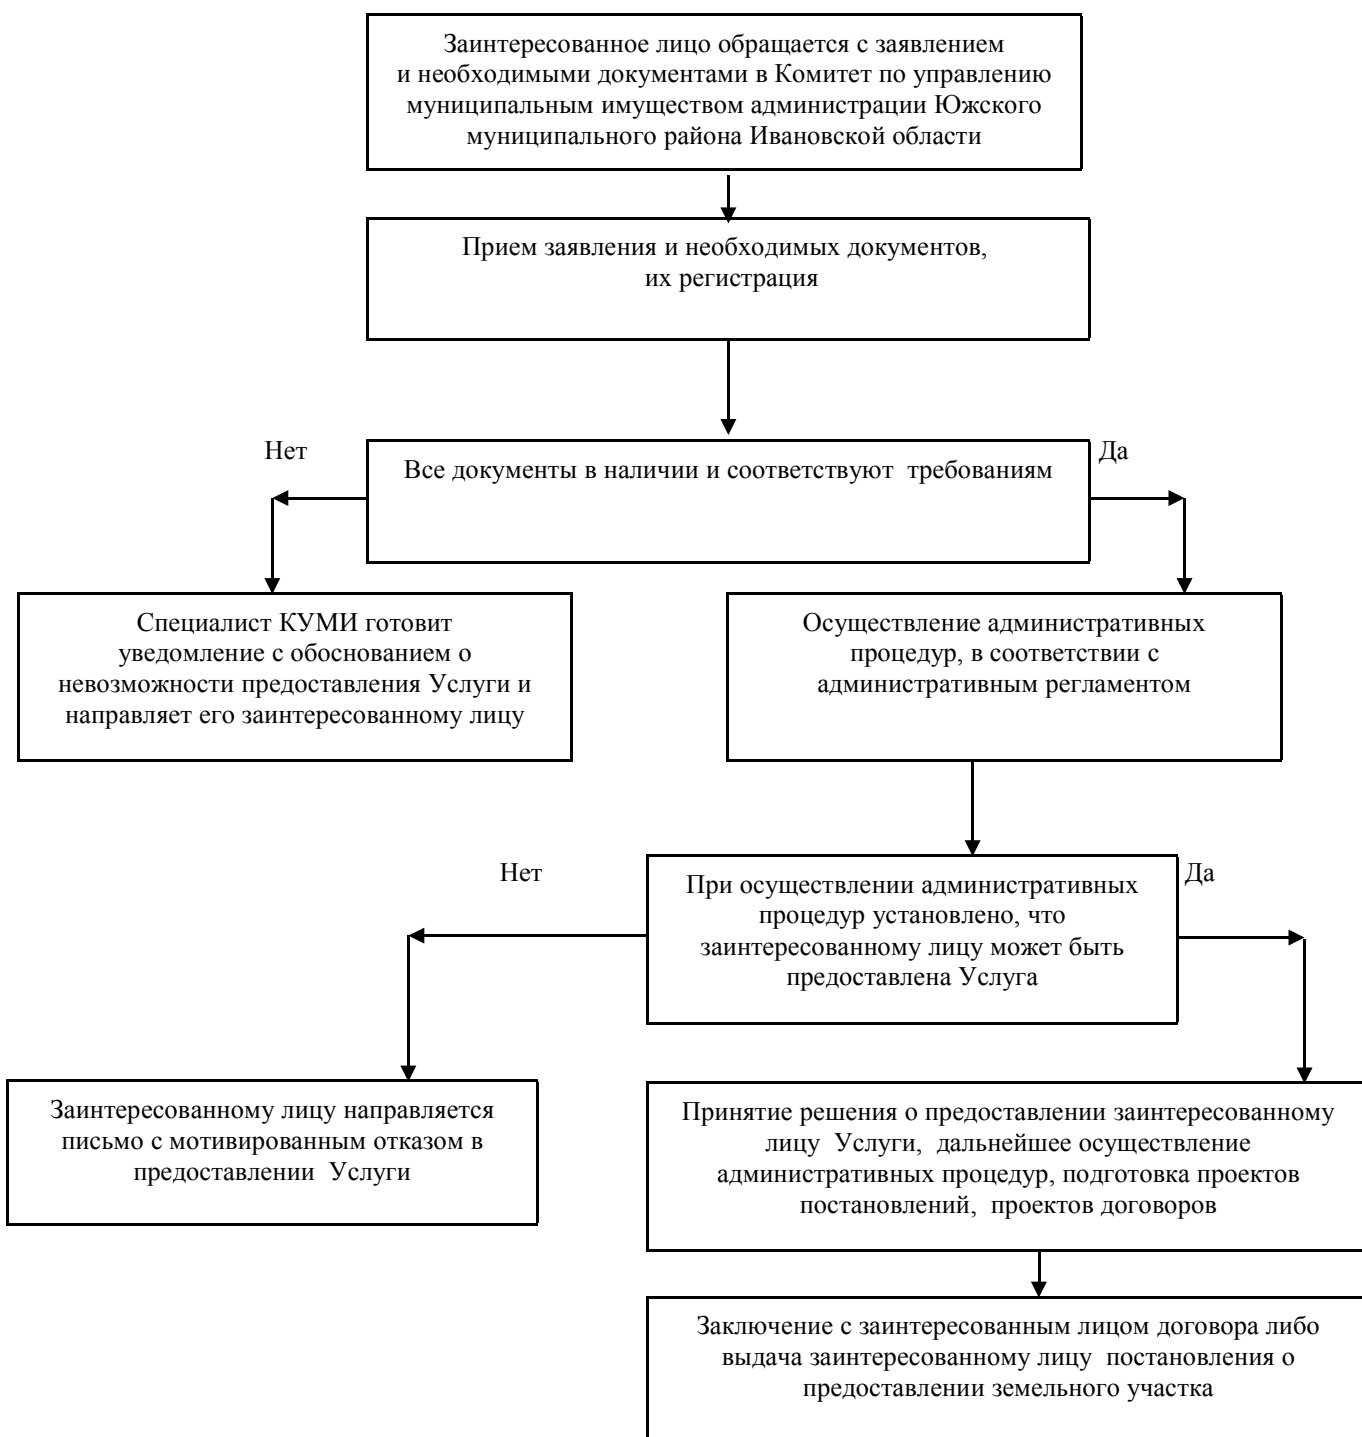 Заинтересованное лицо обращается с заявлением
и необходимыми документами в Комитет по управлению
муниципальным имуществом администрации Южского
муниципального района Ивановской области
Прием заявления и необходимых документов,
их регистрация
Нет
Да
Все документы в наличии и соответствуют требованиям
Специалист КУМИ готовит
уведомление с обоснованием о
невозможности предоставления Услуги и
направляет его заинтересованному лицу
Осуществление административных
процедур, в соответствии с
административным регламентом
Нет
Да
При осуществлении административных
процедур установлено, что
заинтересованному лицу может быть
предоставлена Услуга
Заинтересованному лицу направляется
письмо с мотивированным отказом в
предоставлении Услуги
Принятие решения о предоставлении заинтересованному
лицу Услуги, дальнейшее осуществление
административных процедур, подготовка проектов
постановлений, проектов договоров
Заключение с заинтересованным лицом договора либо
выдача заинтересованному лицу постановления о
предоставлении земельного участка